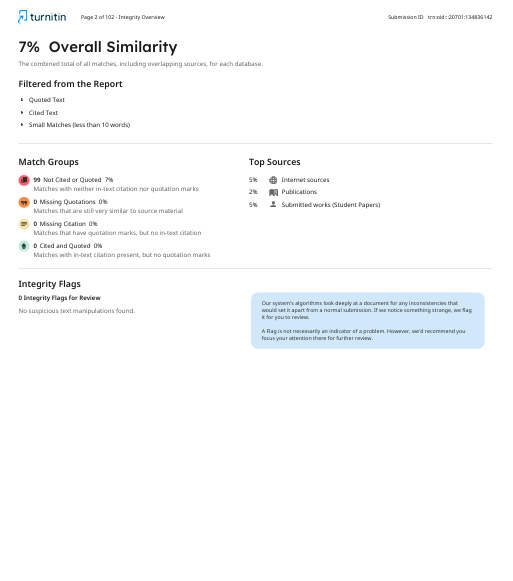 turnitin Page 2 of 102 - Integrity Overview Submission ID trn:oid:::20701:134836142
7% Overall Similarity
The combined total of all matches, including overlapping sources, for each database.
Filtered from the Report
Quoted Text
Cited Text
Small Matches (less than 10 words)
Match Groups
99 Not Cited or Quoted 7%
Matches with neither in-text citation nor quotation marks
0 Missing Quotations 0%
Matches that are still very similar to source material
0 Missing Citation 0%
Matches that have quotation marks, but no in-text citation
0 Cited and Quoted 0%
Matches with in-text citation present, but no quotation marks
Top Sources
5% Internet sources
2% Publications
5% Submitted works (Student Papers)
Integrity Flags
0 Integrity Flags for Review
No suspicious text manipulations found.
Our system's algorithms look deeply at a document for any inconsistencies that
would set it apart from a normal submission. If we notice something strange, we flag
it for you to review.
A Flag is not necessarily an indicator of a problem. However, we'd recommend you
focus your attention there for further review.